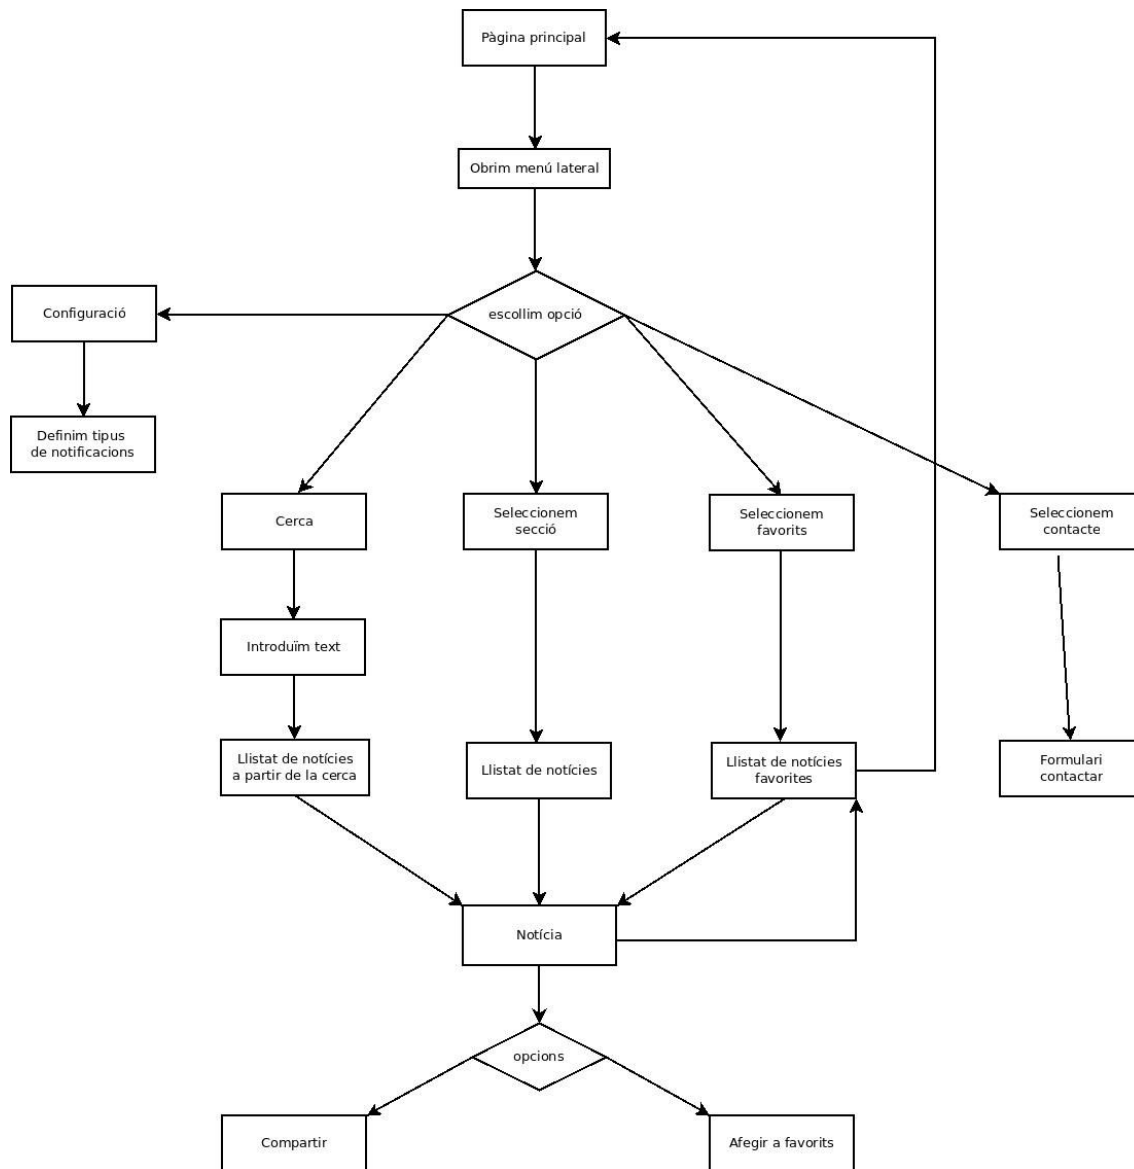 Pàgina principal
Obrim menú lateral
escollim opció
Configuració
Definim tipus
de notificacions
Cerca
Seleccionem
secció
Seleccionem
favorits
Seleccionem
contacte
Introduïm text
Llistat de notícies
a partir de la cerca
Llistat de notícies
Llistat de notícies
favorites
Formulari
contactar
Notícia
opcions
Compartir
Afegir a favorits